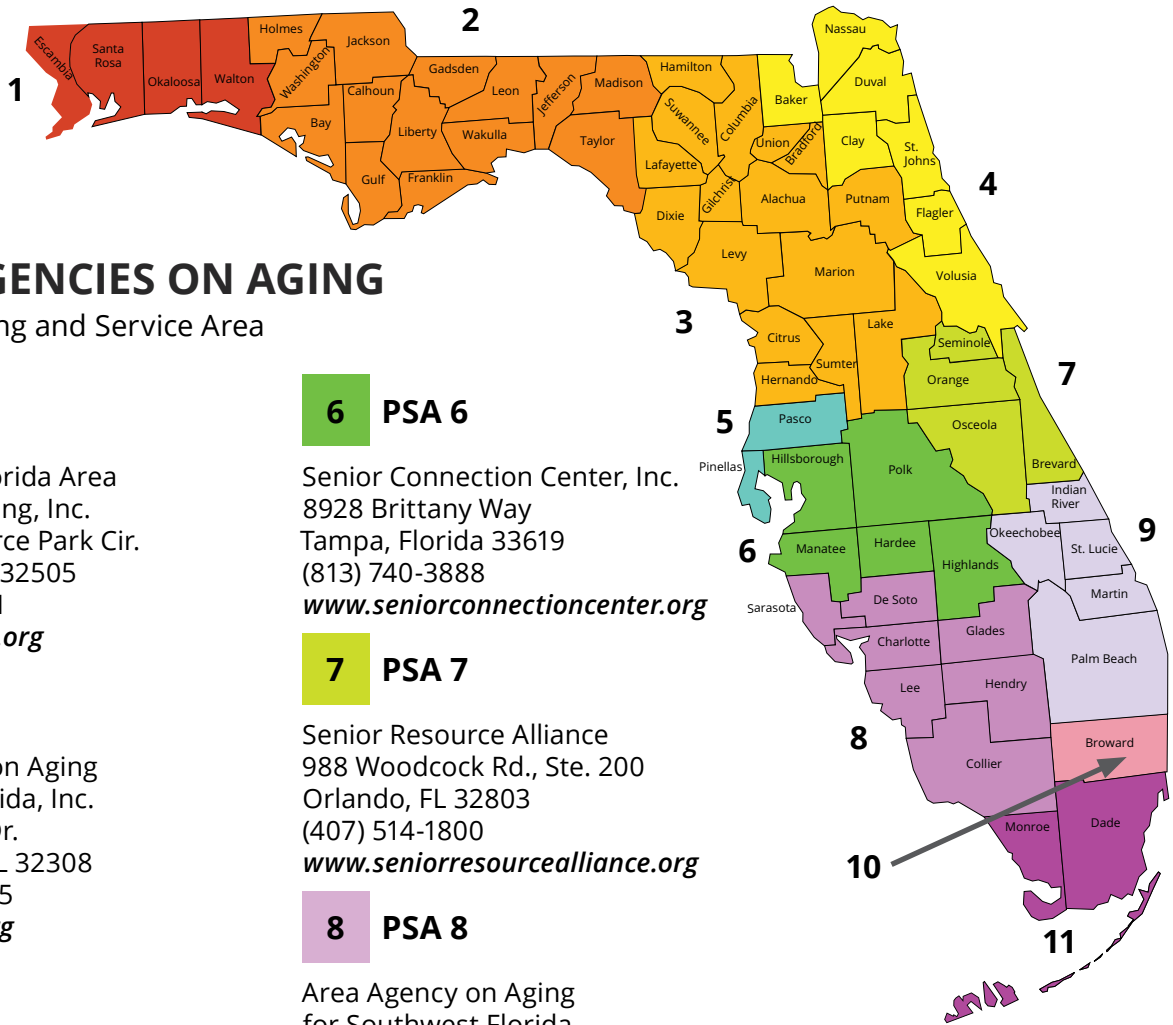 2
Holmes
Jackson
Escambia
Santa
Rosa
Okaloosa
Walton
Washington
1
Calhoun
Bay
Gulf
Liberty
Franklin
Gadsden
Leon
Wakulla
Jefferson
Madison
Taylor
Hamilton
Suwannee
Columbia
Lafayette
Dixie
Gilchrist
Baker
Union
Bradford
Nassau
Duval
Clay
St.
Johns
4
Alachua
Putnam
Flagler
Levy
Marion
Volusia
3
Citrus
Lake
Sumter
Hernando
Seminole
Orange
7
5
Pasco
Osceola
Brevard
Pinellas
Hillsborough
Polk
Indian
River
6
Manatee
Hardee
Highlands
Okeechobee
St. Lucie
9
Martin
Sarasota
De Soto
Charlotte
Glades
Palm Beach
Lee
Hendry
8
Collier
Broward
10
Monroe
Dade
11
GENCIES ON AGING
ng and Service Area
orida Area
ng, Inc.
rce Park Cir.
32505
.org
on Aging
ida, Inc.
Dr.
L 32308
5
g
6 PSA 6
Senior Connection Center, Inc.
8928 Brittany Way
Tampa, Florida 33619
(813) 740-3888
www.seniorconnectioncenter.org
7 PSA 7
Senior Resource Alliance
988 Woodcock Rd., Ste. 200
Orlando, FL 32803
(407) 514-1800
www.seniorresourcealliance.org
8 PSA 8
Area Agency on Aging
for Southwest Florida